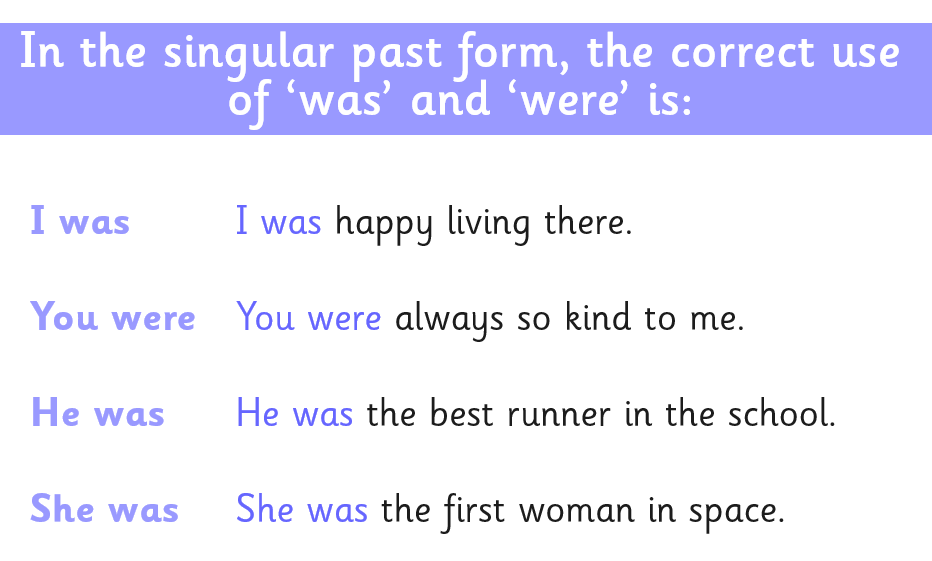 In the singular past form, the correct use
of ‘was’ and ‘were’ is:
I was I was happy living there.
You were You were always so kind to me.
He was He was the best runner in the school.
She was She was the first woman in space.